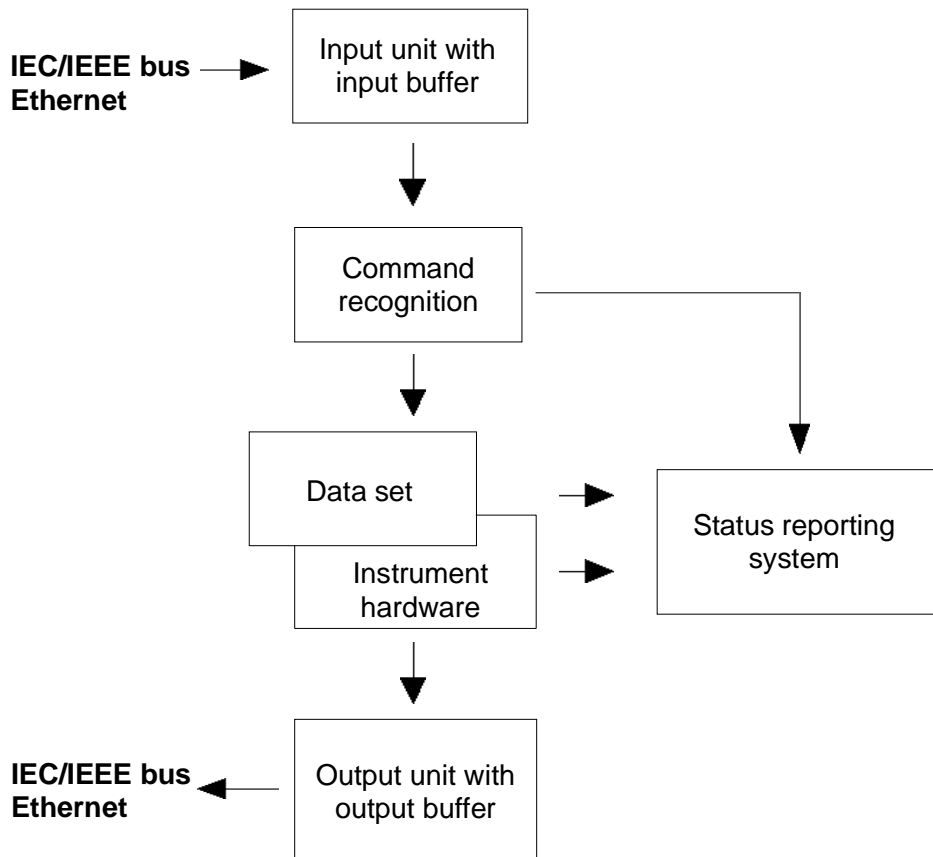 IEC/IEEE bus
Ethernet
Input unit with
input buffer
Command
recognition
Data set
Instrument
hardware
Status reporting
system
IEC/IEEE bus
Ethernet
Output unit with
output buffer